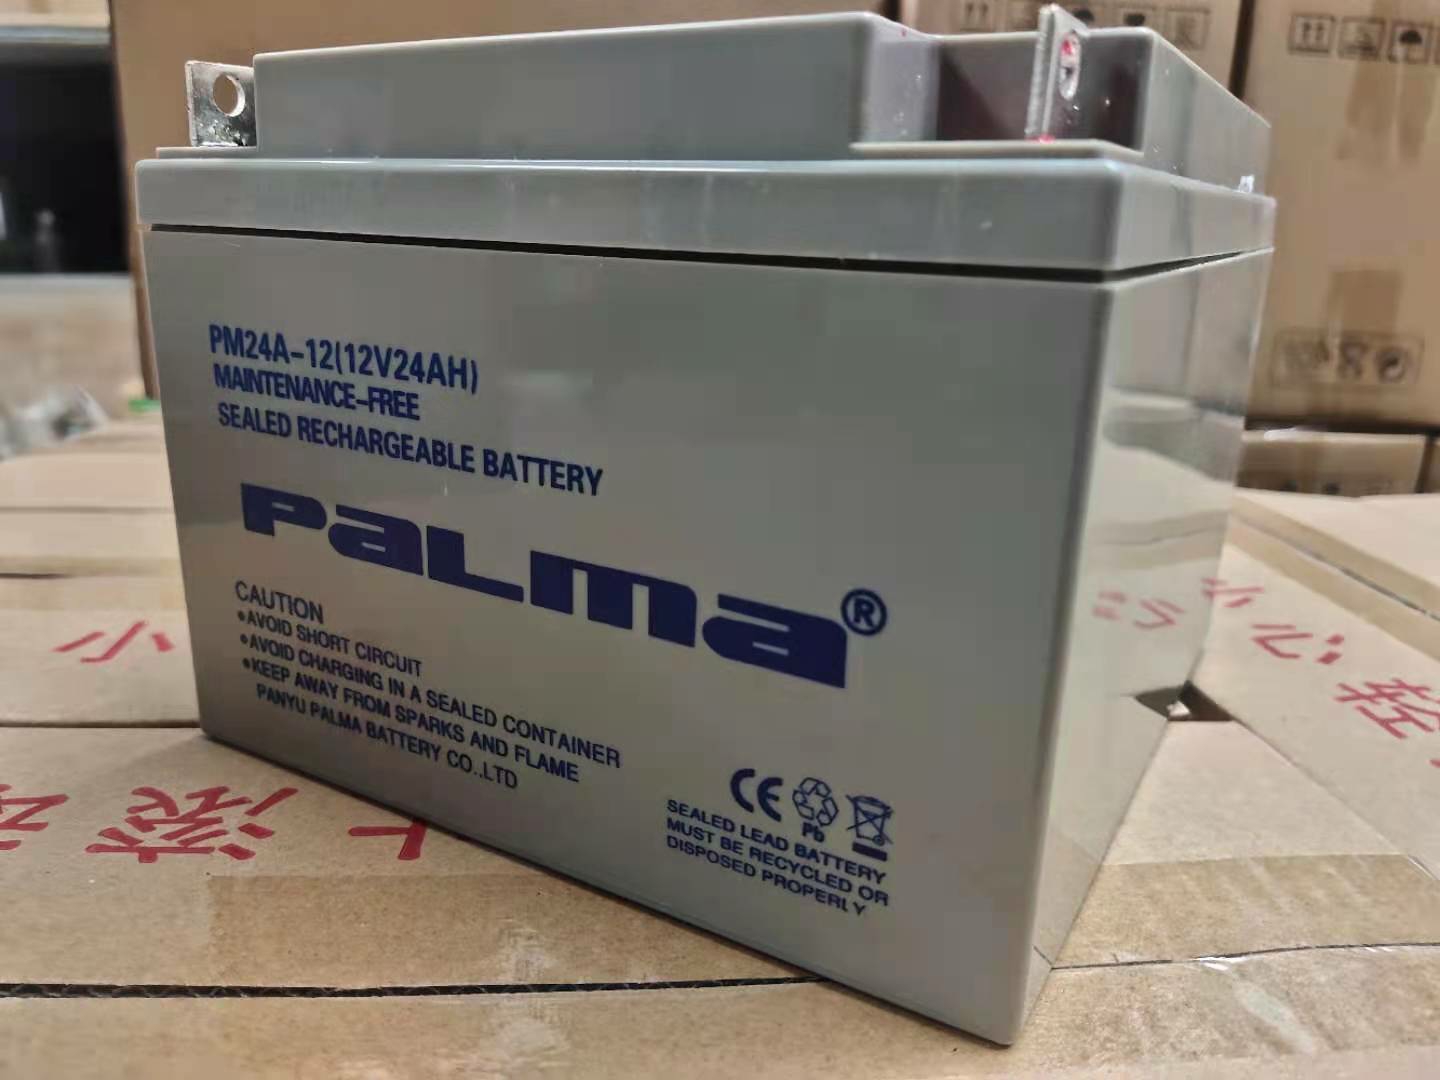 PM24A-12(12V24AH)
MAINTENANCE-FREE
SEALED RECHARGEABLE BATTERY
PALMA®
CAUTION
•AVOID SHORT CIRCUIT
•AVOID CHARGING IN A SEALED CONTAINER
•KEEP AWAY FROM SPARKS AND FLAME
PANYU PALMA BATTERY CO.,LTD
CE
Pb
SEALED LEAD BATTERY
MUST BE RECYCLED OR
DISPOSED PROPERLY
小